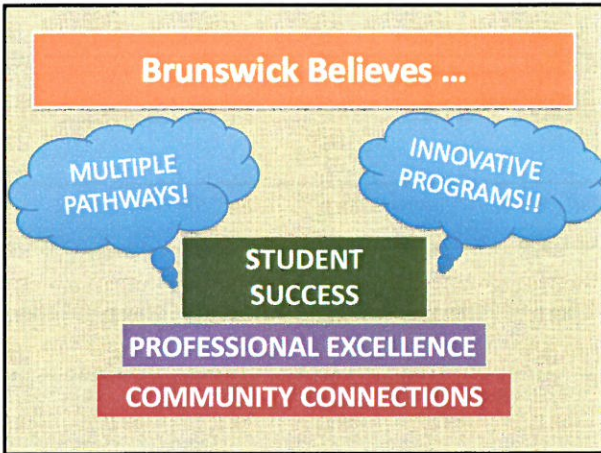 Brunswick Believes ...
MULTIPLE
PATHWAYS!
INNOVATIVE
PROGRAMS!!
STUDENT
SUCCESS
PROFESSIONAL EXCELLENCE
COMMUNITY CONNECTIONS